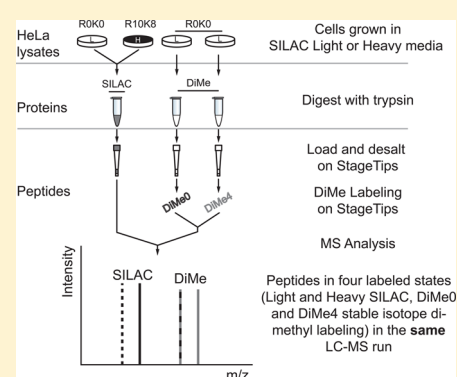 R0K0 R10K8 R0K0
HeLa
lysates
L H L L
Cells grown in
SILAC Light or Heavy media
SILAC DiMe
Proteins
Digest with trypsin
Load and desalt
on StageTips
Peptides
DiMe0 DiMe4
DiMe Labeling
on StageTips
MS Analysis
Intensity
SILAC DiMe
Peptides in four labeled states
(Light and Heavy SILAC, DiMe0
and DiMe4 stable isotope di-
methyl labeling) in the same
LC-MS run
m/z